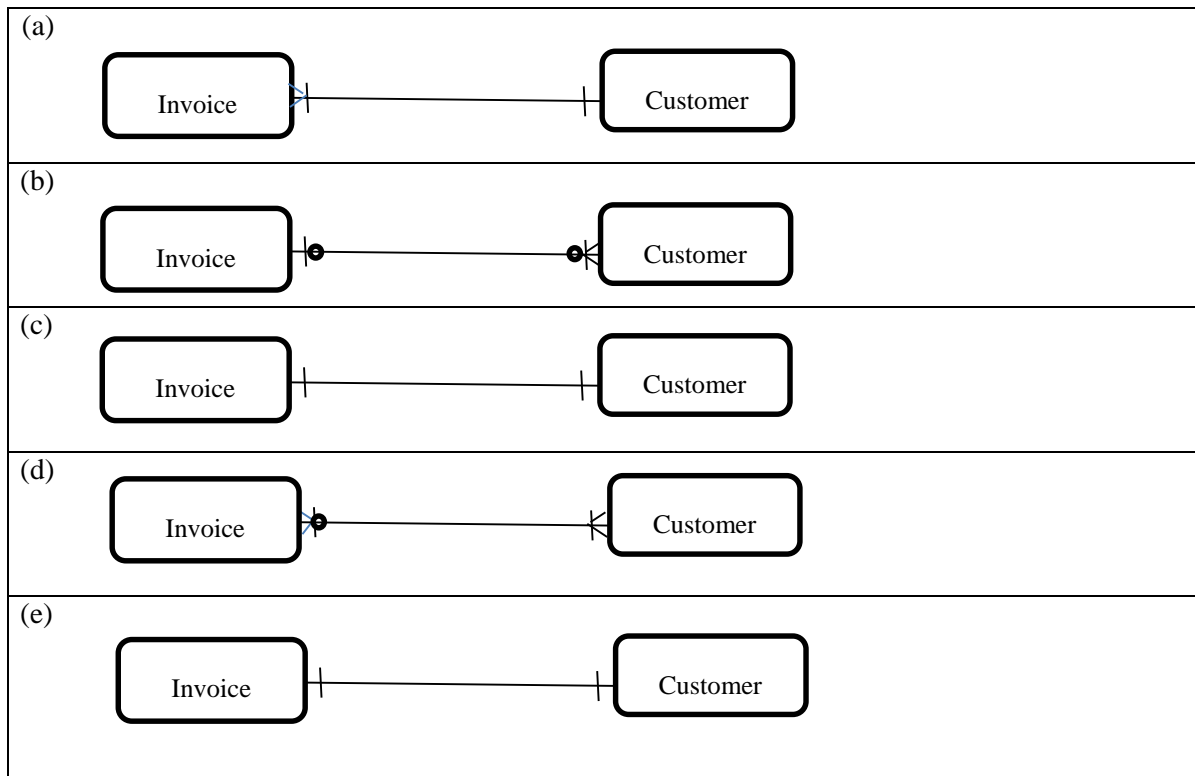 (a)
Invoice
Customer
(b)
Invoice
Customer
(c)
Invoice
Customer
(d)
Invoice
Customer
(e)
Invoice
Customer